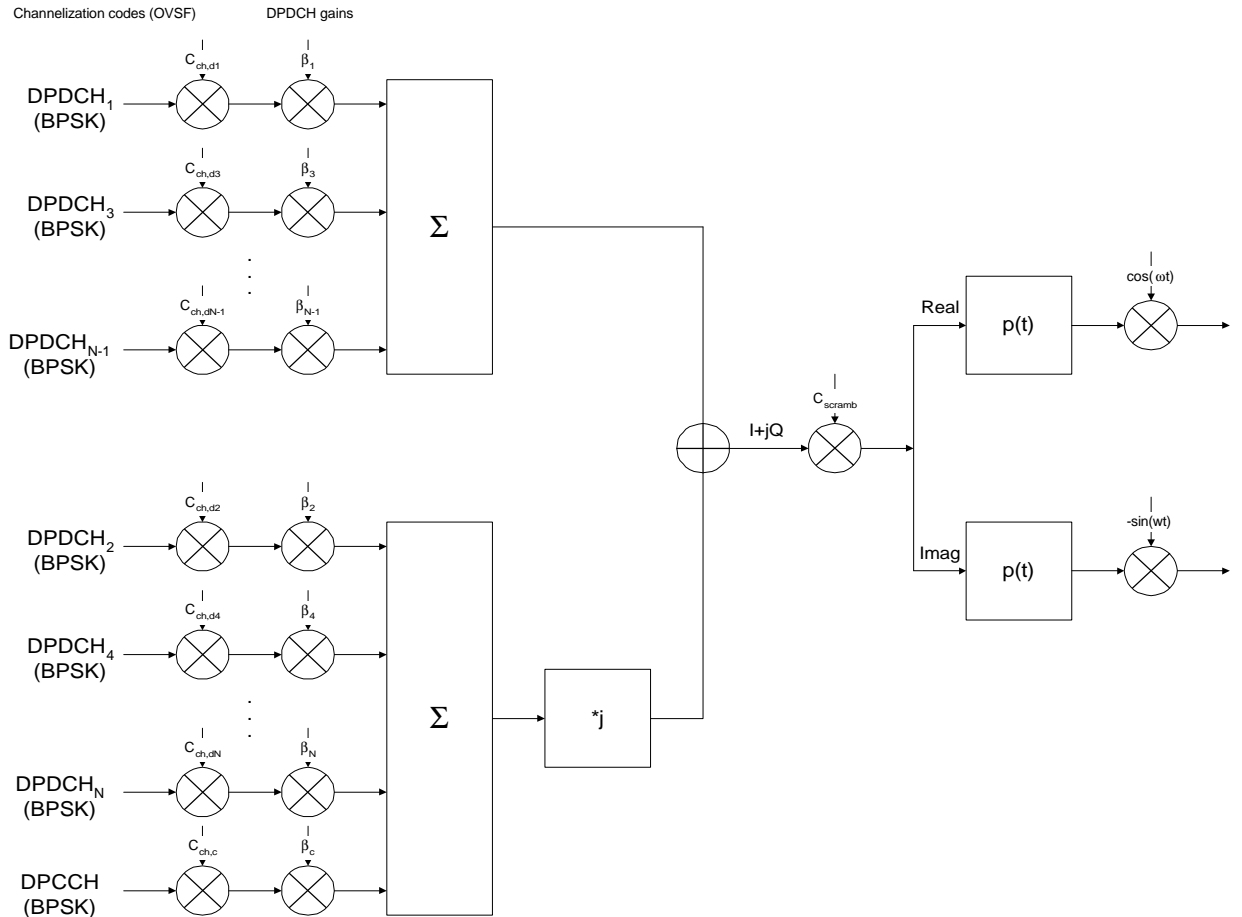 Channelization codes (OVSF)
DPDCH gains
C_ch,d1
β_1
DPDCH_1
(BPSK)
C_ch,d3
β_3
DPDCH_3
(BPSK)
. . .
C_ch,dN-1
β_N-1
DPDCH_N-1
(BPSK)
Σ
C_ch,d2
β_2
DPDCH_2
(BPSK)
C_ch,d4
β_4
DPDCH_4
(BPSK)
. . .
C_ch,dN
β_N
DPDCH_N
(BPSK)
C_ch,c
β_c
DPCCH
(BPSK)
Σ
*j
I+jQ
C_scramb
Real
p(t)
cos(ωt)
Imag
p(t)
-sin(wt)